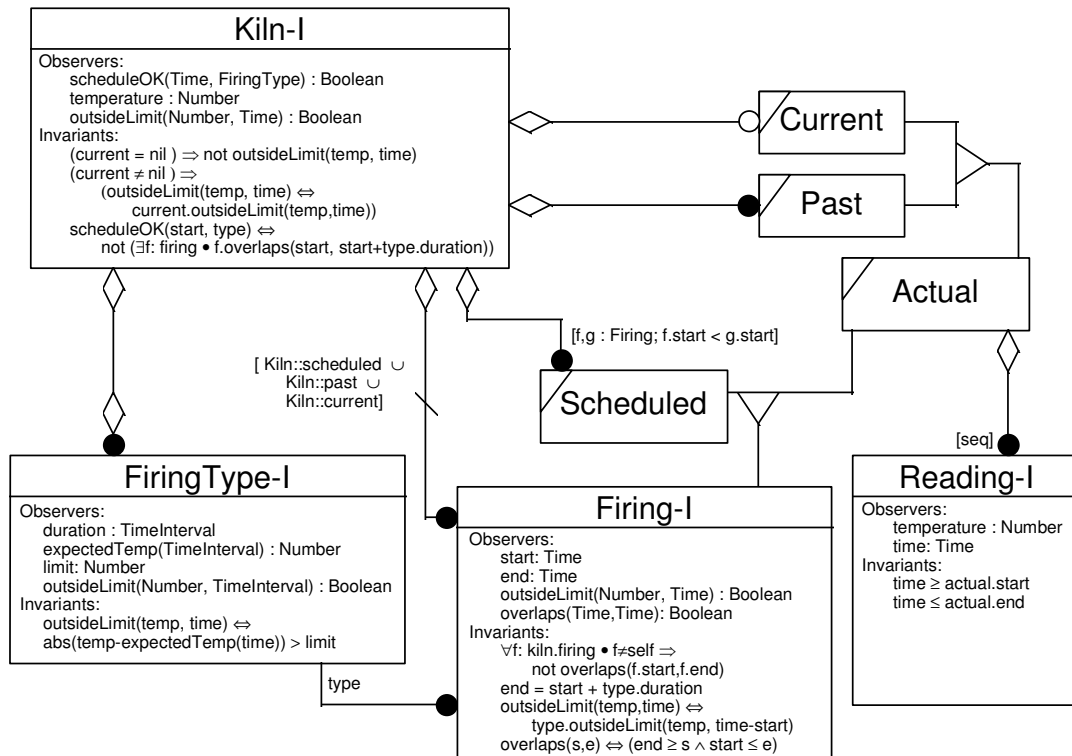 Kiln-I
Observers:
scheduleOK(Time, FiringType) : Boolean
temperature : Number
outsideLimit(Number, Time) : Boolean
Invariants:
(current = nil ) ⇒ not outsideLimit(temp, time)
(current ≠ nil ) ⇒
(outsideLimit(temp, time) ⇔
current.outsideLimit(temp,time))
scheduleOK(start, type) ⇔
not (∃f: firing • f.overlaps(start, start+type.duration))
Current
Past
Actual
[f,g : Firing; f.start < g.start]
[ Kiln::scheduled ∪
Kiln::past ∪
Kiln::current]
Scheduled
[seq]
FiringType-I
Observers:
duration : TimeInterval
expectedTemp(TimeInterval) : Number
limit: Number
outsideLimit(Number, TimeInterval) : Boolean
Invariants:
outsideLimit(temp, time) ⇔
abs(temp-expectedTemp(time)) > limit
type
Firing-I
Observers:
start: Time
end: Time
outsideLimit(Number, Time) : Boolean
overlaps(Time,Time): Boolean
Invariants:
∀f: kiln.firing • f≠self ⇒
not overlaps(f.start,f.end)
end = start + type.duration
outsideLimit(temp,time) ⇔
type.outsideLimit(temp, time-start)
overlaps(s,e) ⇔ (end ≥ s ∧ start ≤ e)
Reading-I
Observers:
temperature : Number
time: Time
Invariants:
time ≥ actual.start
time ≤ actual.end